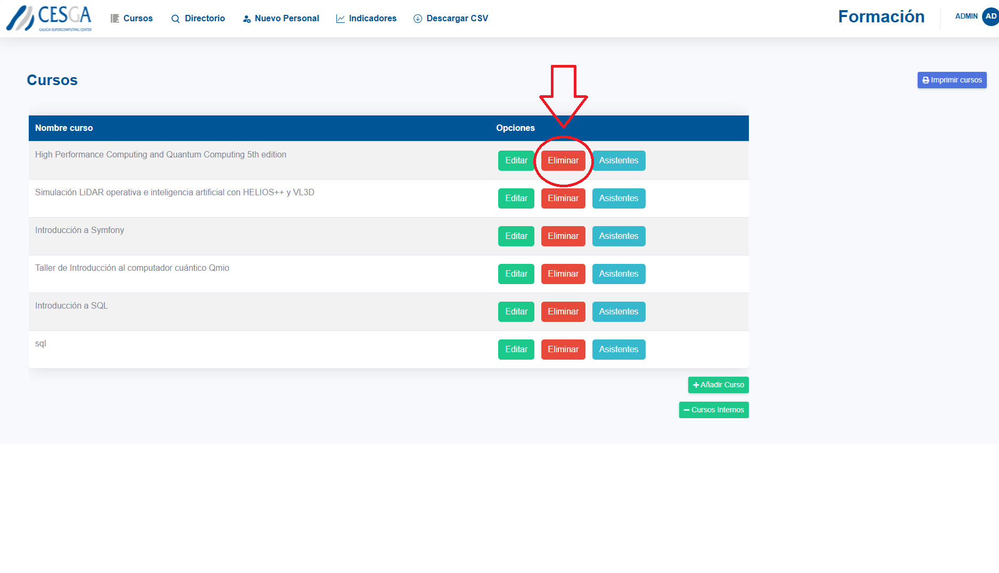 CESGA
GALICIA SUPERCOMPUTING CENTER
Cursos
Directorio
Nuevo Personal
Indicadores
Descargar CSV
Formación
ADMIN
AD
Cursos
Imprimir cursos
Nombre curso
Opciones
High Performance Computing and Quantum Computing 5th edition
Editar
Eliminar
Asistentes
Simulación LiDAR operativa e inteligencia artificial con HELIOS++ y VL3D
Editar
Eliminar
Asistentes
Introducción a Symfony
Editar
Eliminar
Asistentes
Taller de Introducción al computador cuántico Qmio
Editar
Eliminar
Asistentes
Introducción a SQL
Editar
Eliminar
Asistentes
sql
Editar
Eliminar
Asistentes
Añadir Curso
Cursos Internos